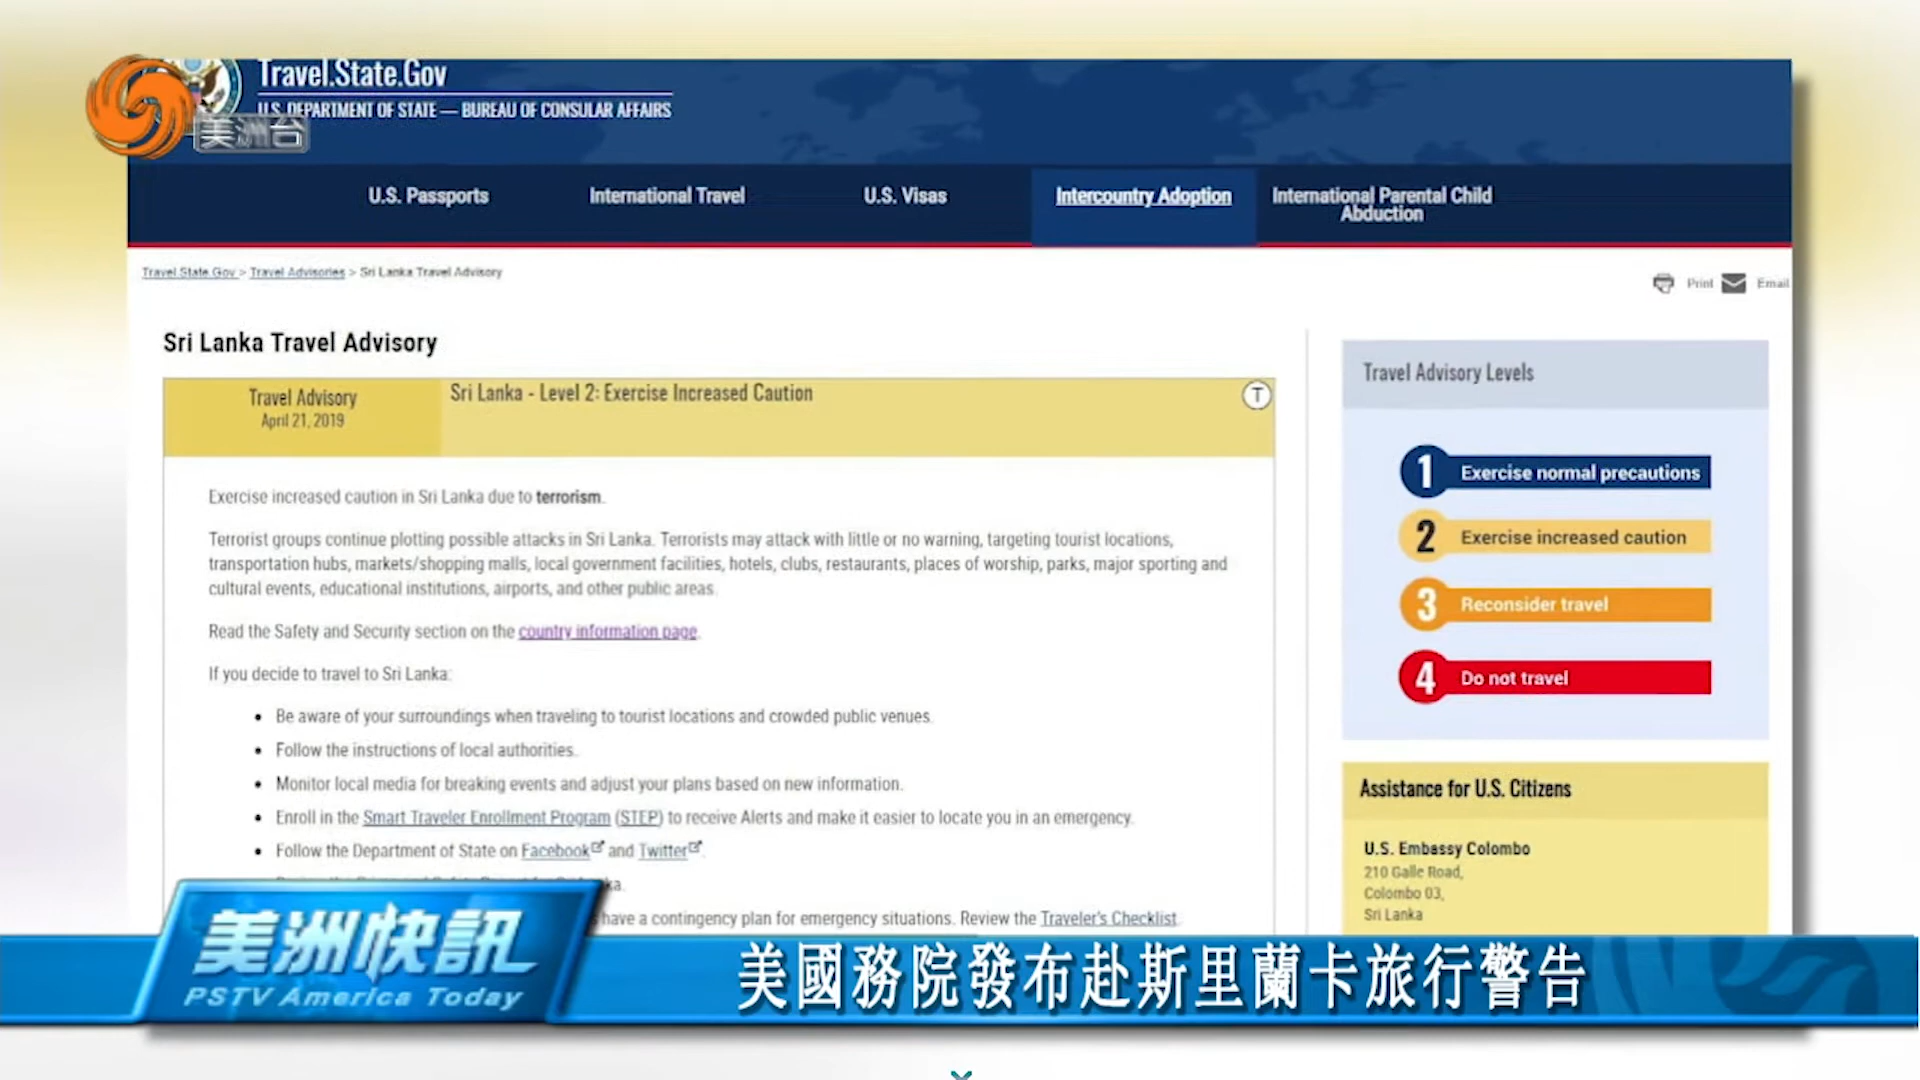 Travel.State.Gov
U.S. DEPARTMENT OF STATE — BUREAU OF CONSULAR AFFAIRS
美洲台
U.S. Passports
International Travel
U.S. Visas
Intercountry Adoption
International Parental Child
Abduction
Travel.State.Gov > Travel Advisories > Sri Lanka Travel Advisory
Print
Email
Sri Lanka Travel Advisory
Travel Advisory
April 21, 2019
Sri Lanka - Level 2: Exercise Increased Caution
T
Exercise increased caution in Sri Lanka due to terrorism.
Terrorist groups continue plotting possible attacks in Sri Lanka. Terrorists may attack with little or no warning, targeting tourist locations,
transportation hubs, markets/shopping malls, local government facilities, hotels, clubs, restaurants, places of worship, parks, major sporting and
cultural events, educational institutions, airports, and other public areas.
Read the Safety and Security section on the country information page.
If you decide to travel to Sri Lanka:
• Be aware of your surroundings when traveling to tourist locations and crowded public venues.
• Follow the instructions of local authorities.
• Monitor local media for breaking events and adjust your plans based on new information.
• Enroll in the Smart Traveler Enrollment Program (STEP) to receive Alerts and make it easier to locate you in an emergency.
• Follow the Department of State on Facebook and Twitter.
have a contingency plan for emergency situations. Review the Traveler's Checklist.
Travel Advisory Levels
1 Exercise normal precautions
2 Exercise increased caution
3 Reconsider travel
4 Do not travel
Assistance for U.S. Citizens
U.S. Embassy Colombo
210 Galle Road,
Colombo 03,
Sri Lanka
美洲快訊
PSTV America Today
美國務院發布赴斯里蘭卡旅行警告